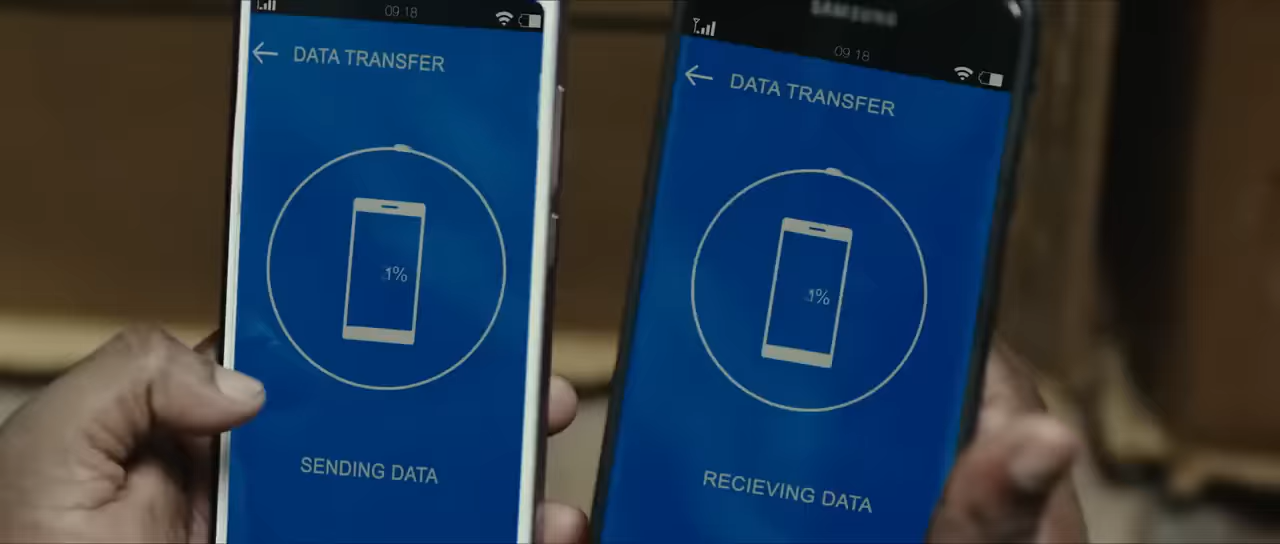 09 18
DATA TRANSFER
1%
SENDING DATA
SAMSUNG
09 18
DATA TRANSFER
1%
RECIEVING DATA